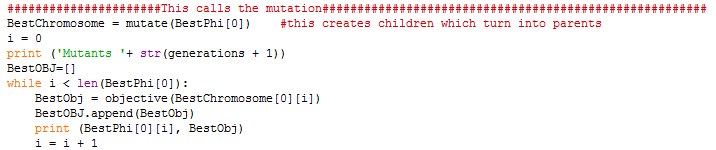 ######################This calls the mutation#######################################################
BestChromosome = mutate(BestPhi[0])    #this creates children which turn into parents
i = 0
print ('Mutants '+ str(generations + 1))
BestOBJ=[]
while i < len(BestPhi[0]):
    BestObj = objective(BestChromosome[0][i])
    BestOBJ.append(BestObj)
    print (BestPhi[0][i], BestObj)
    i = i + 1